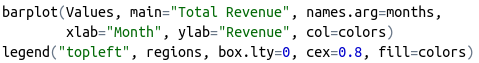 barplot(Values, main="Total Revenue", names.arg=months,
        xlab="Month", ylab="Revenue", col=colors)
legend("topleft", regions, box.lty=0, cex=0.8, fill=colors)